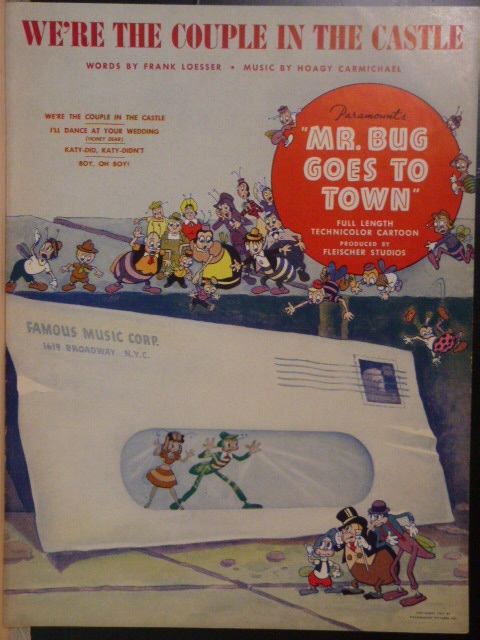 WE'RE THE COUPLE IN THE CASTLE
WORDS BY FRANK LOESSER • MUSIC BY HOAGY CARMICHAEL
WE'RE THE COUPLE IN THE CASTLE
I'LL DANCE AT YOUR WEDDING
(HONEY DEAR)
KATY-DID, KATY-DIDN'T
BOY, OH BOY!
Paramount's
"MR. BUG
GOES TO
TOWN"
FULL LENGTH
TECHNICOLOR CARTOON
PRODUCED BY
FLEISCHER STUDIOS
FAMOUS MUSIC CORP.
1619 BROADWAY N.Y.C.